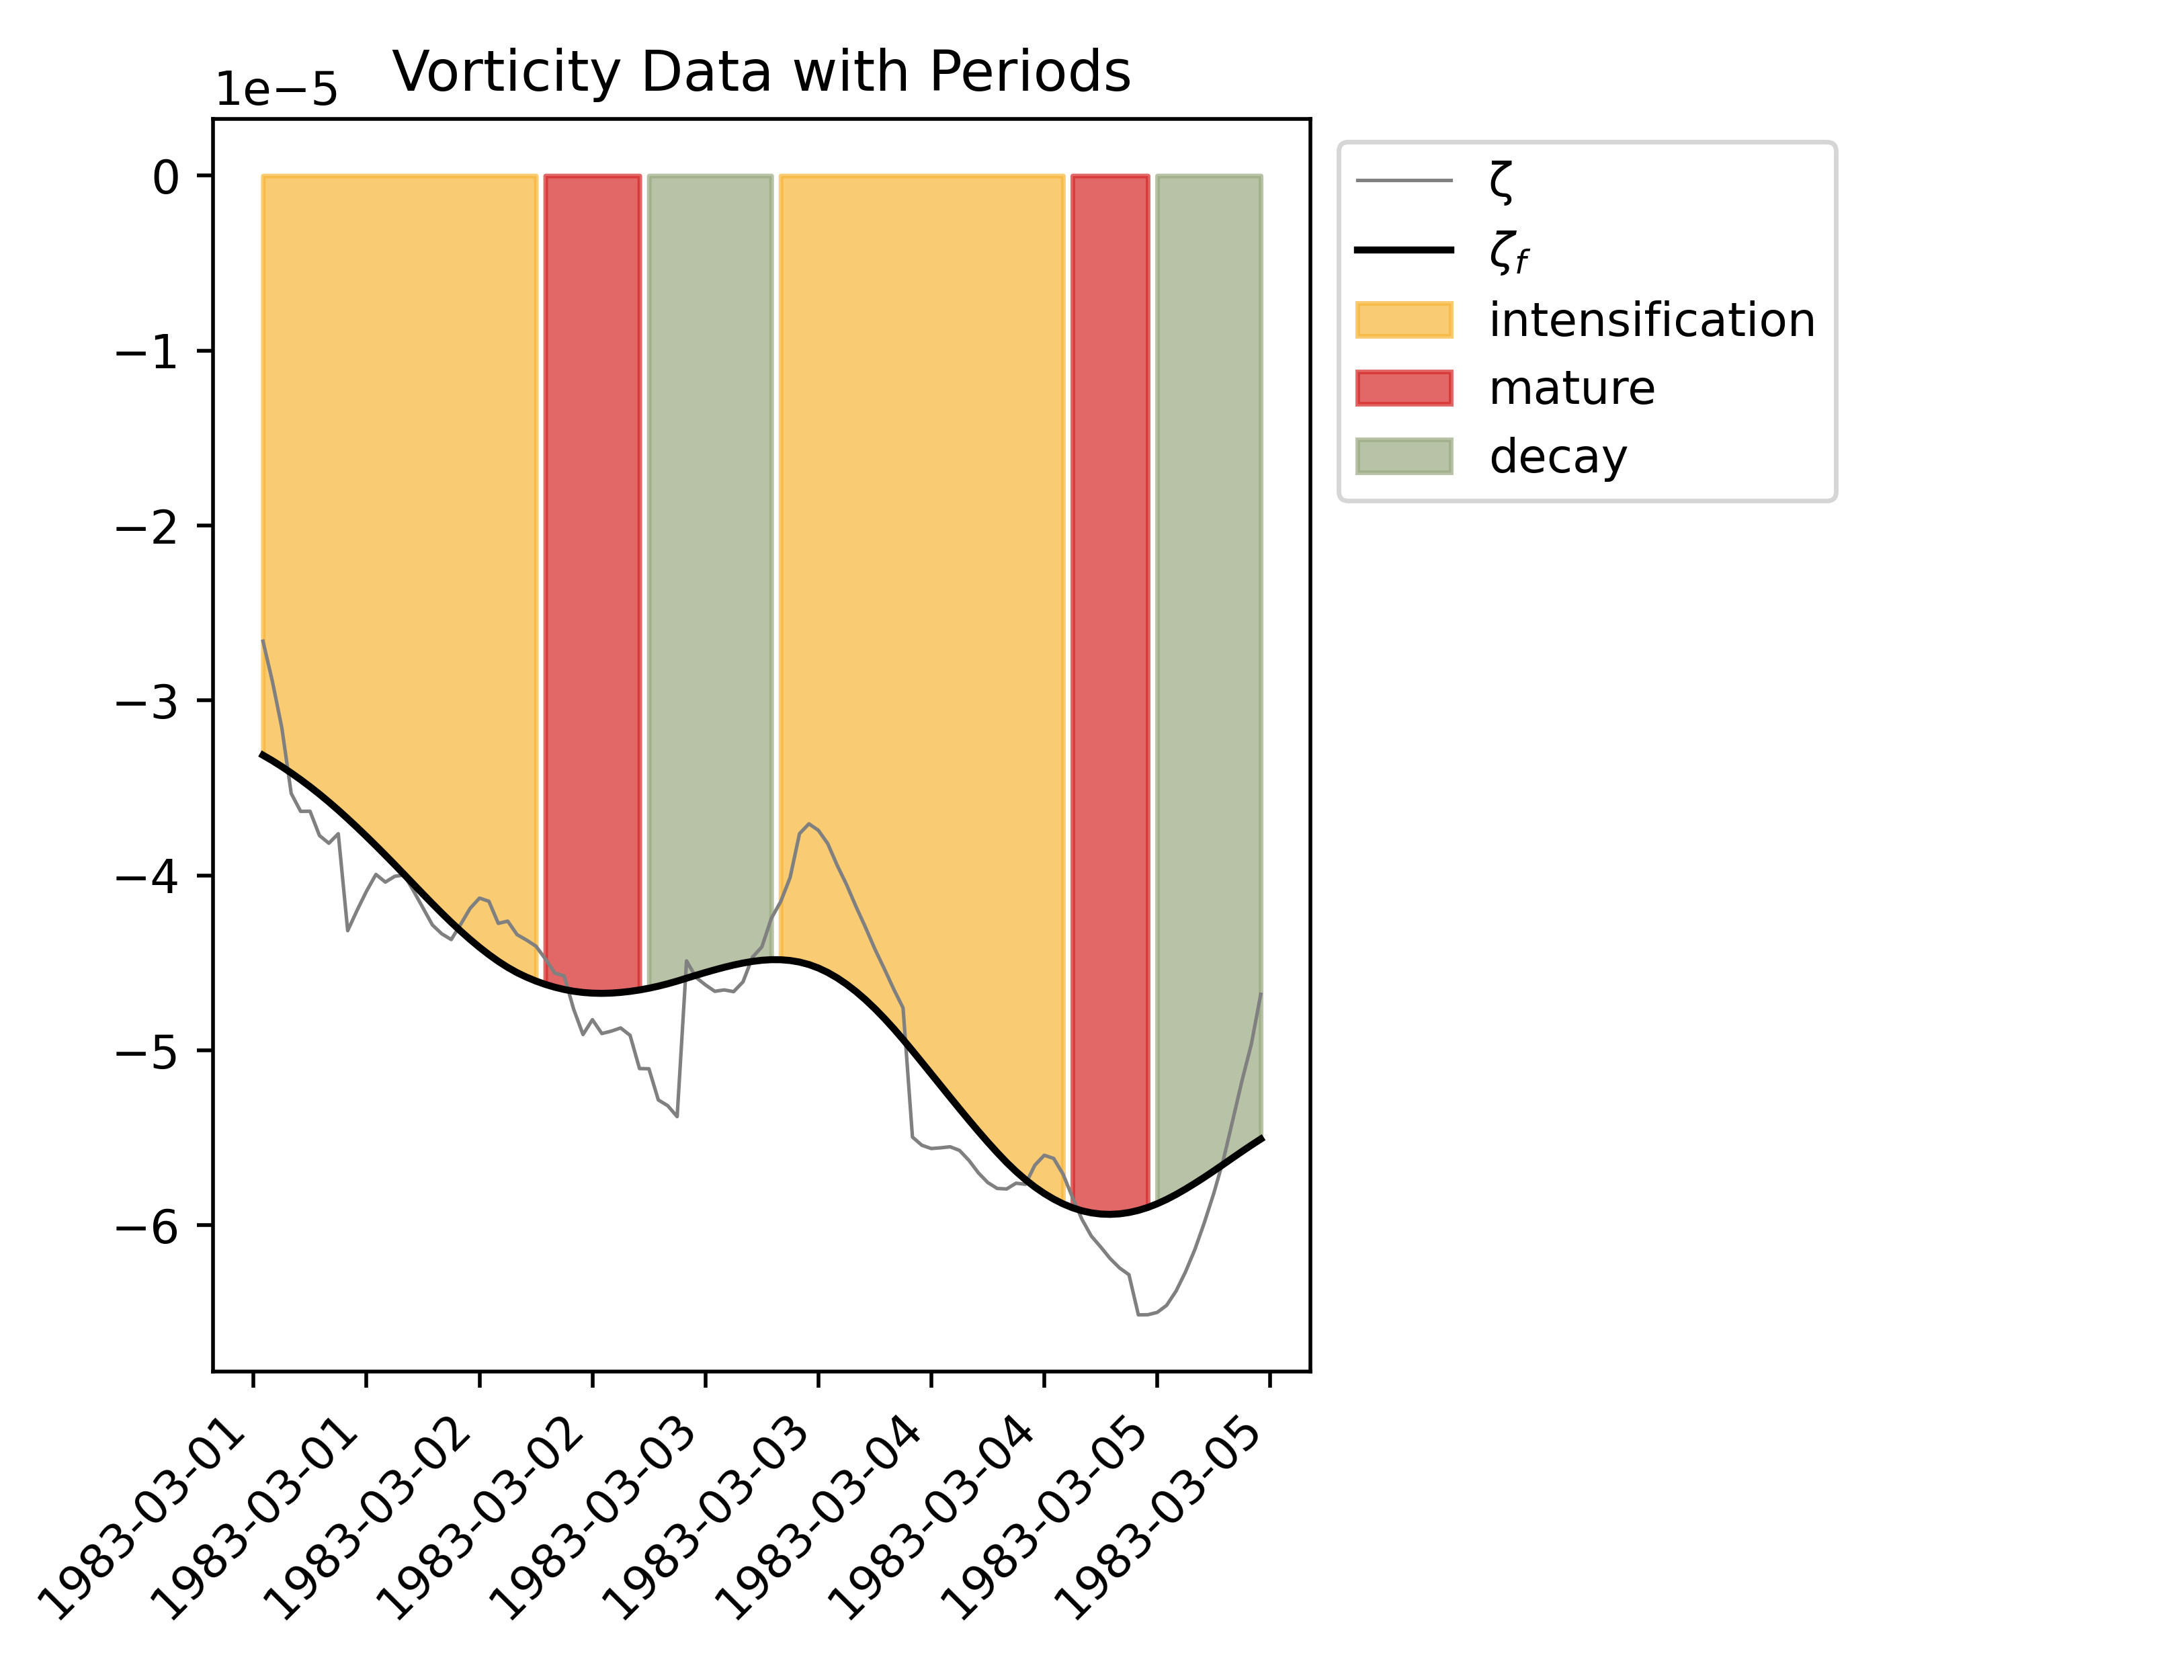 Vorticity Data with Periods
1e−5
0
−1
−2
−3
−4
−5
−6
1983-03-01
1983-03-01
1983-03-02
1983-03-02
1983-03-03
1983-03-03
1983-03-04
1983-03-04
1983-03-05
1983-03-05
ζ
ζf
intensification
mature
decay